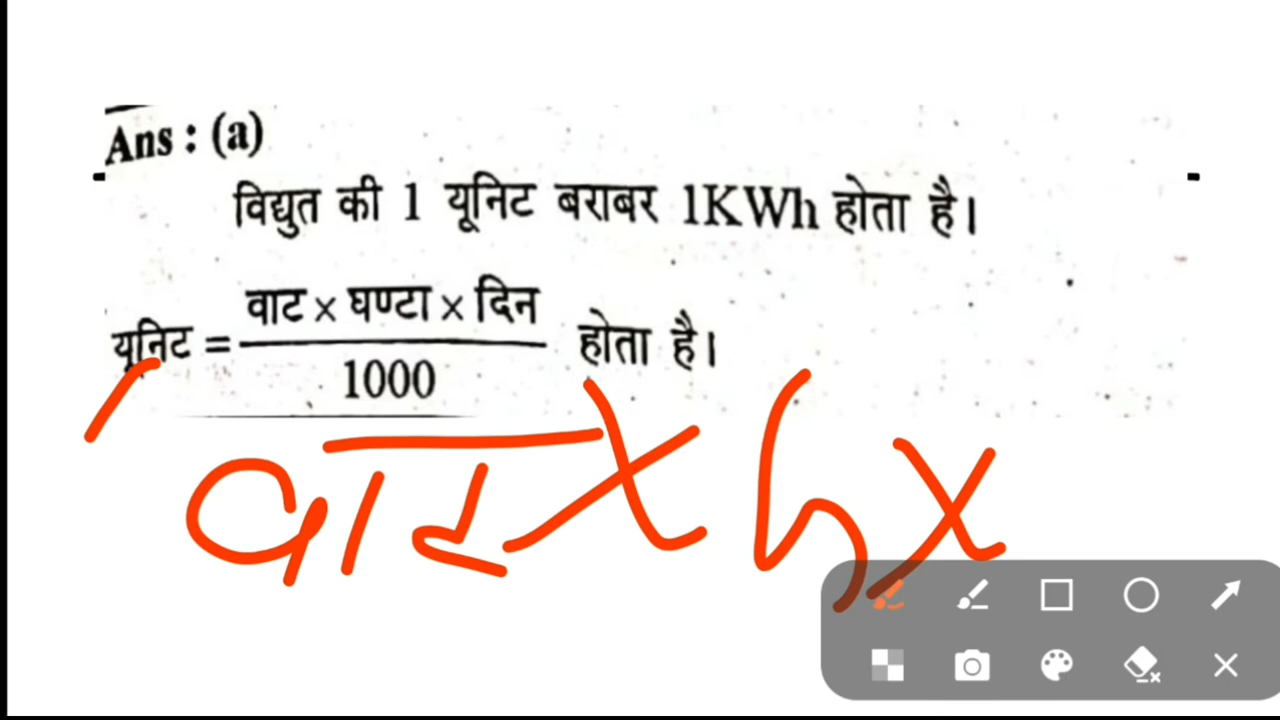 Ans : (a)
विद्युत की 1 यूनिट बराबर 1KWh होता है।
यूनिट = वाट × घण्टा × दिन / 1000 होता है।
वाट × h ×